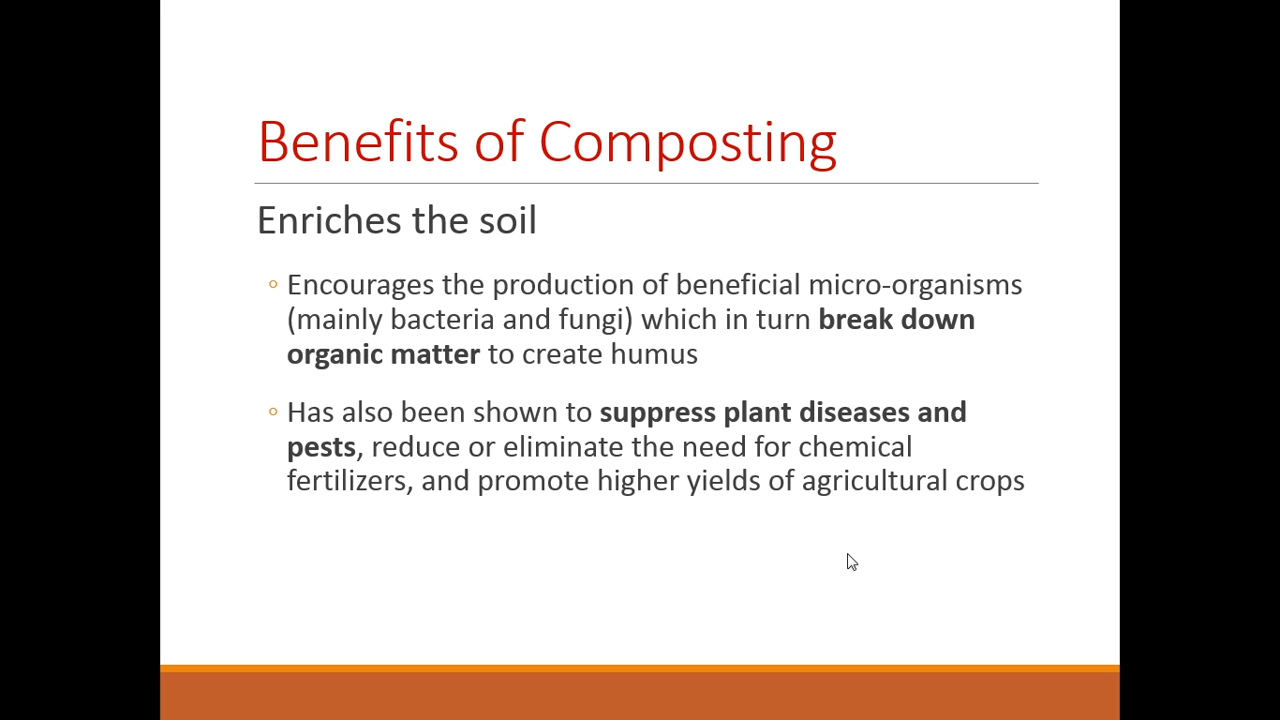 Benefits of Composting
Enriches the soil
◦ Encourages the production of beneficial micro-organisms
(mainly bacteria and fungi) which in turn break down
organic matter to create humus
◦ Has also been shown to suppress plant diseases and
pests, reduce or eliminate the need for chemical
fertilizers, and promote higher yields of agricultural crops